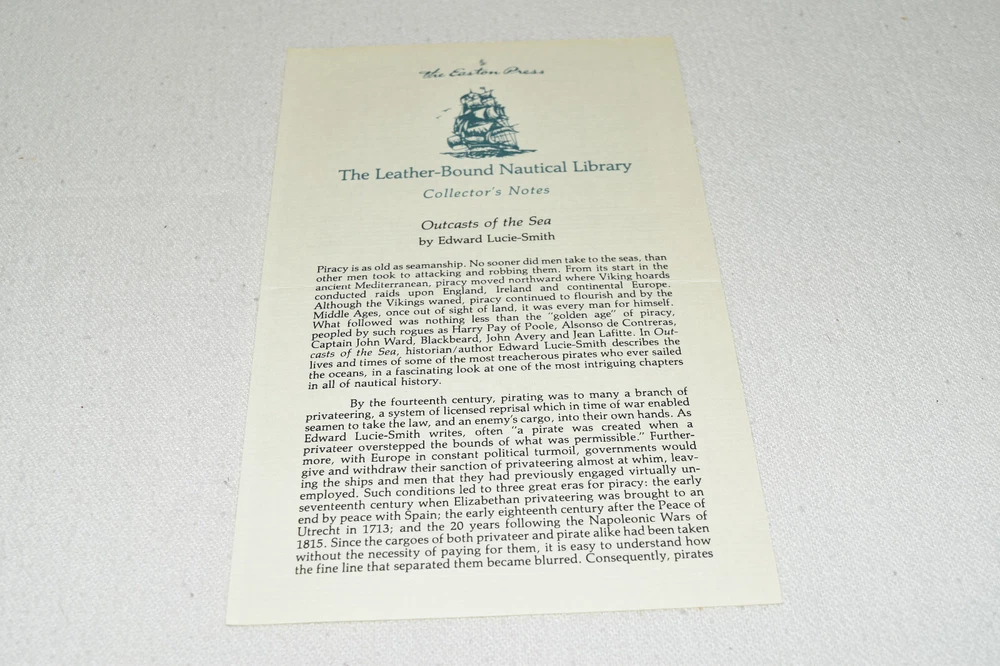 The Easton Press
The Leather-Bound Nautical Library
Collector's Notes
Outcasts of the Sea
by Edward Lucie-Smith
Piracy is as old as seamanship. No sooner did men take to the seas, than
other men took to attacking and robbing them. From its start in the
ancient Mediterranean, piracy moved northward where Viking hoards
conducted raids upon England, Ireland and continental Europe.
Although the Vikings waned, piracy continued to flourish and by the
Middle Ages, once out of sight of land, it was every man for himself.
What followed was nothing less than the "golden age" of piracy,
peopled by such rogues as Harry Pay of Poole, Alsonso de Contreras,
Captain John Ward, Blackbeard, John Avery and Jean Lafitte. In Out-
casts of the Sea, historian/author Edward Lucie-Smith describes the
lives and times of some of the most treacherous pirates who ever sailed
the oceans, in a fascinating look at one of the most intriguing chapters
in all of nautical history.
By the fourteenth century, pirating was to many a branch of
privateering, a system of licensed reprisal which in time of war enabled
seamen to take the law, and an enemy's cargo, into their own hands. As
Edward Lucie-Smith writes, often "a pirate was created when a
privateer overstepped the bounds of what was permissible." Further-
more, with Europe in constant political turmoil, governments would
give and withdraw their sanction of privateering almost at whim, leav-
ing the ships and men that they had previously engaged virtually un-
employed. Such conditions led to three great eras for piracy: the early
seventeenth century when Elizabethan privateering was brought to an
end by peace with Spain; the early eighteenth century after the Peace of
Utrecht in 1713; and the 20 years following the Napoleonic Wars of
1815. Since the cargoes of both privateer and pirate alike had been taken
without the necessity of paying for them, it is easy to understand how
the fine line that separated them became blurred. Consequently, pirates